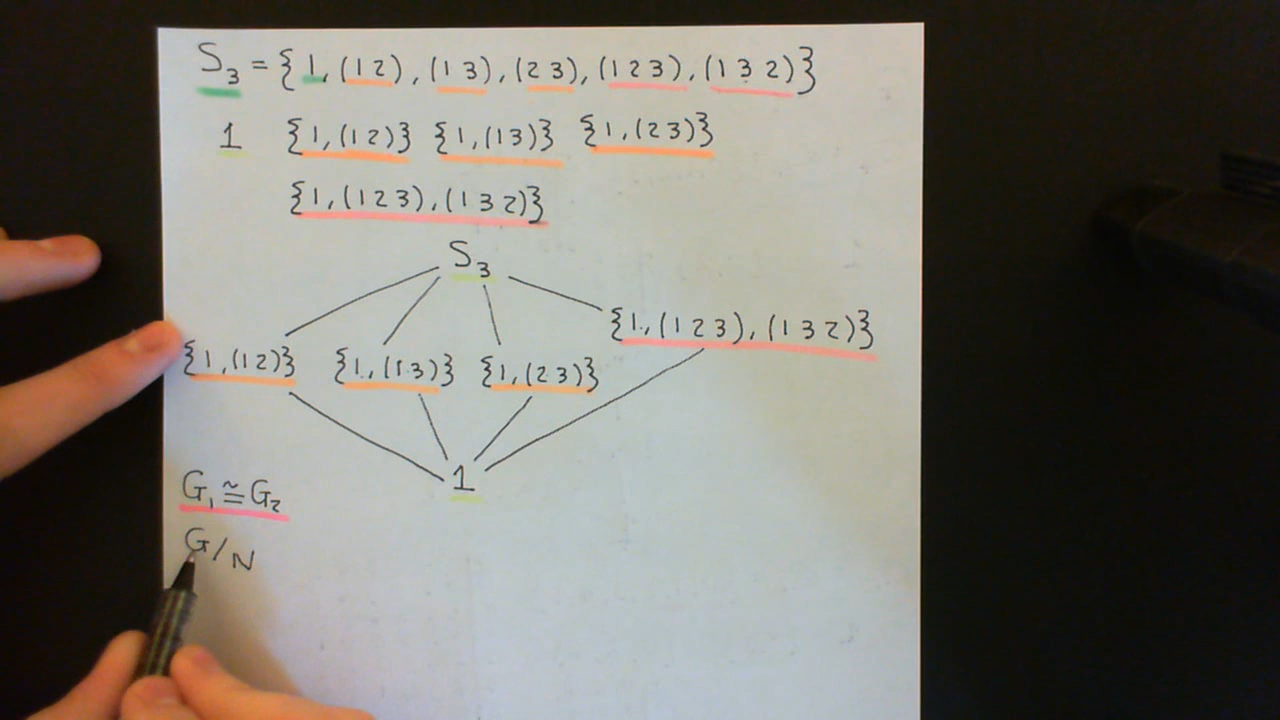 S₃ = {1, (1 2), (1 3), (2 3), (1 2 3), (1 3 2)}
1 {1, (1 2)} {1, (1 3)} {1, (2 3)}
{1, (1 2 3), (1 3 2)}
S₃
{1, (1 2 3), (1 3 2)}
{1, (1 2)} {1, (1 3)} {1, (2 3)}
1
G₁ ≅ G₂
G/N